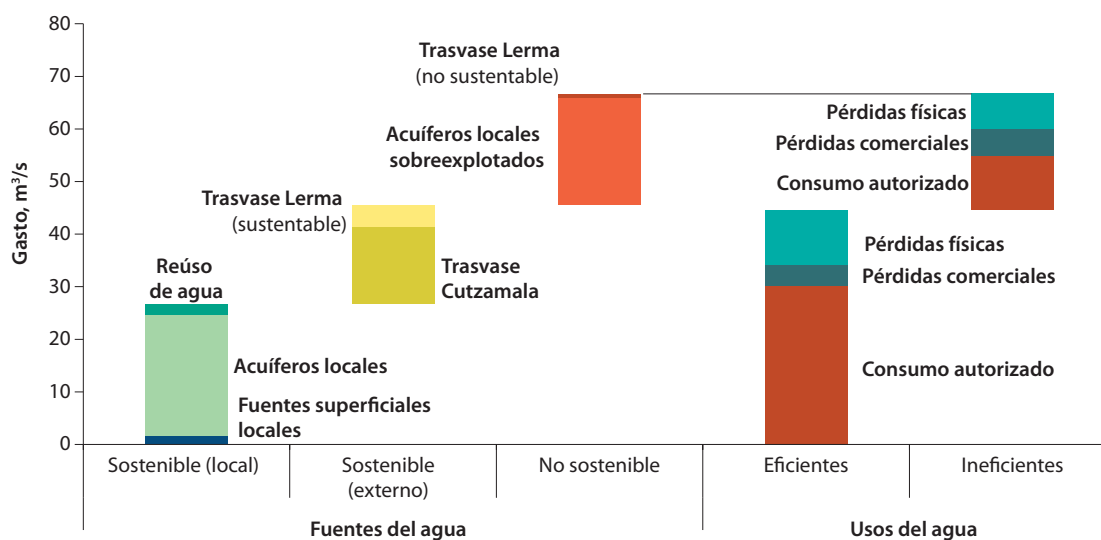 Gasto, m³/s
80
70
60
50
40
30
20
10
0
Reúso
de agua
Acuíferos locales
Fuentes superficiales
locales
Trasvase Lerma
(sustentable)
Trasvase
Cutzamala
Trasvase Lerma
(no sustentable)
Acuíferos locales
sobreexplotados
Pérdidas físicas
Pérdidas comerciales
Consumo autorizado
Pérdidas físicas
Pérdidas comerciales
Consumo autorizado
Sostenible (local)
Sostenible
(externo)
No sostenible
Eficientes
Ineficientes
Fuentes del agua
Usos del agua